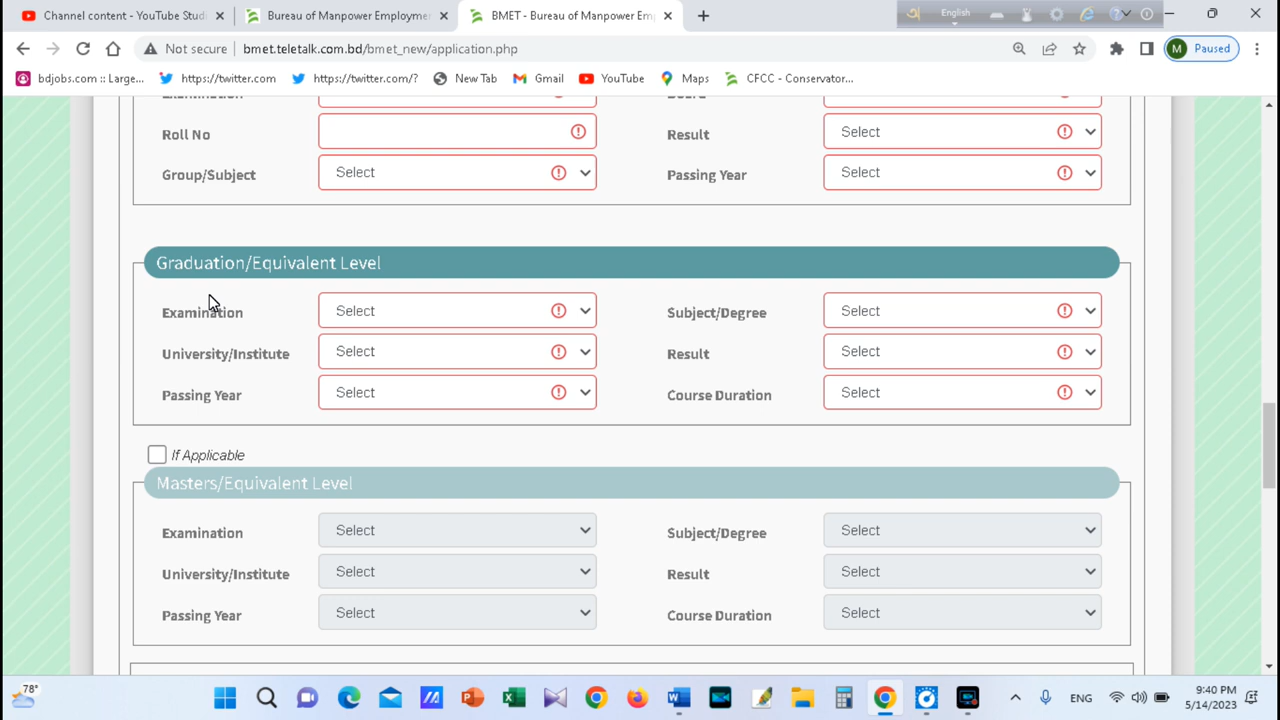 Channel content - YouTube Studi
Bureau of Manpower Employme
BMET - Bureau of Manpower Emp
English
Not secure
bmet.teletalk.com.bd/bmet_new/application.php
M
Paused
bdjobs.com :: Large...
https://twitter.com
https://twitter.com/?
New Tab
Gmail
YouTube
Maps
CFCC - Conservator...
Examination
Board
Roll No
Result
Select
Group/Subject
Select
Passing Year
Select
Graduation/Equivalent Level
Examination
Select
Subject/Degree
Select
University/Institute
Select
Result
Select
Passing Year
Select
Course Duration
Select
If Applicable
Masters/Equivalent Level
Examination
Select
Subject/Degree
Select
University/Institute
Select
Result
Select
Passing Year
Select
Course Duration
Select
78°
ENG
9:40 PM
5/14/2023